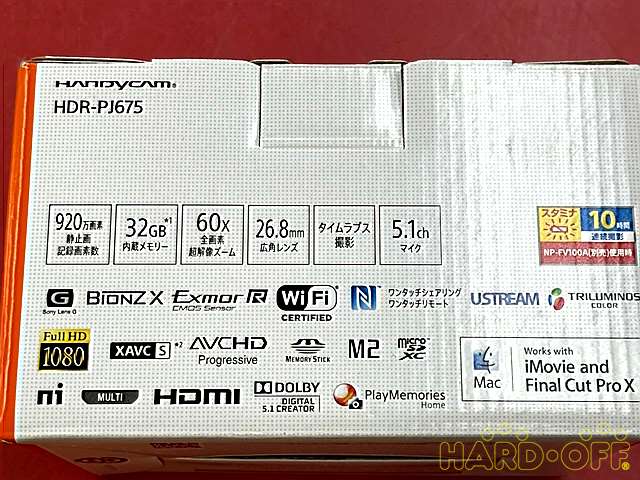 HANDYCAM®
HDR-PJ675
920万画素
静止画
記録画素数
32GB*1
内蔵メモリー
60X
全画素
超解像ズーム
26.8mm
広角レンズ
タイムラプス
撮影
5.1ch
マイク
スタミナ
10時間
連続撮影
NP-FV100A(別売)使用時
G
Sony Lens G
BIONZ X
Exmor R
CMOS Sensor
Wi Fi
CERTIFIED
N
ワンタッチシェアリング
ワンタッチリモート
USTREAM
TRILUMINOS
COLOR
Full HD
1080
XAVC S *2
AVCHD
Progressive
MEMORY STICK
M2
micro
SD
XC
Mac
Works with
iMovie and
Final Cut Pro X
ni
MULTI
HDMI
DOLBY
DIGITAL
5.1 CREATOR
PlayMemories
Home
HARD-OFF®